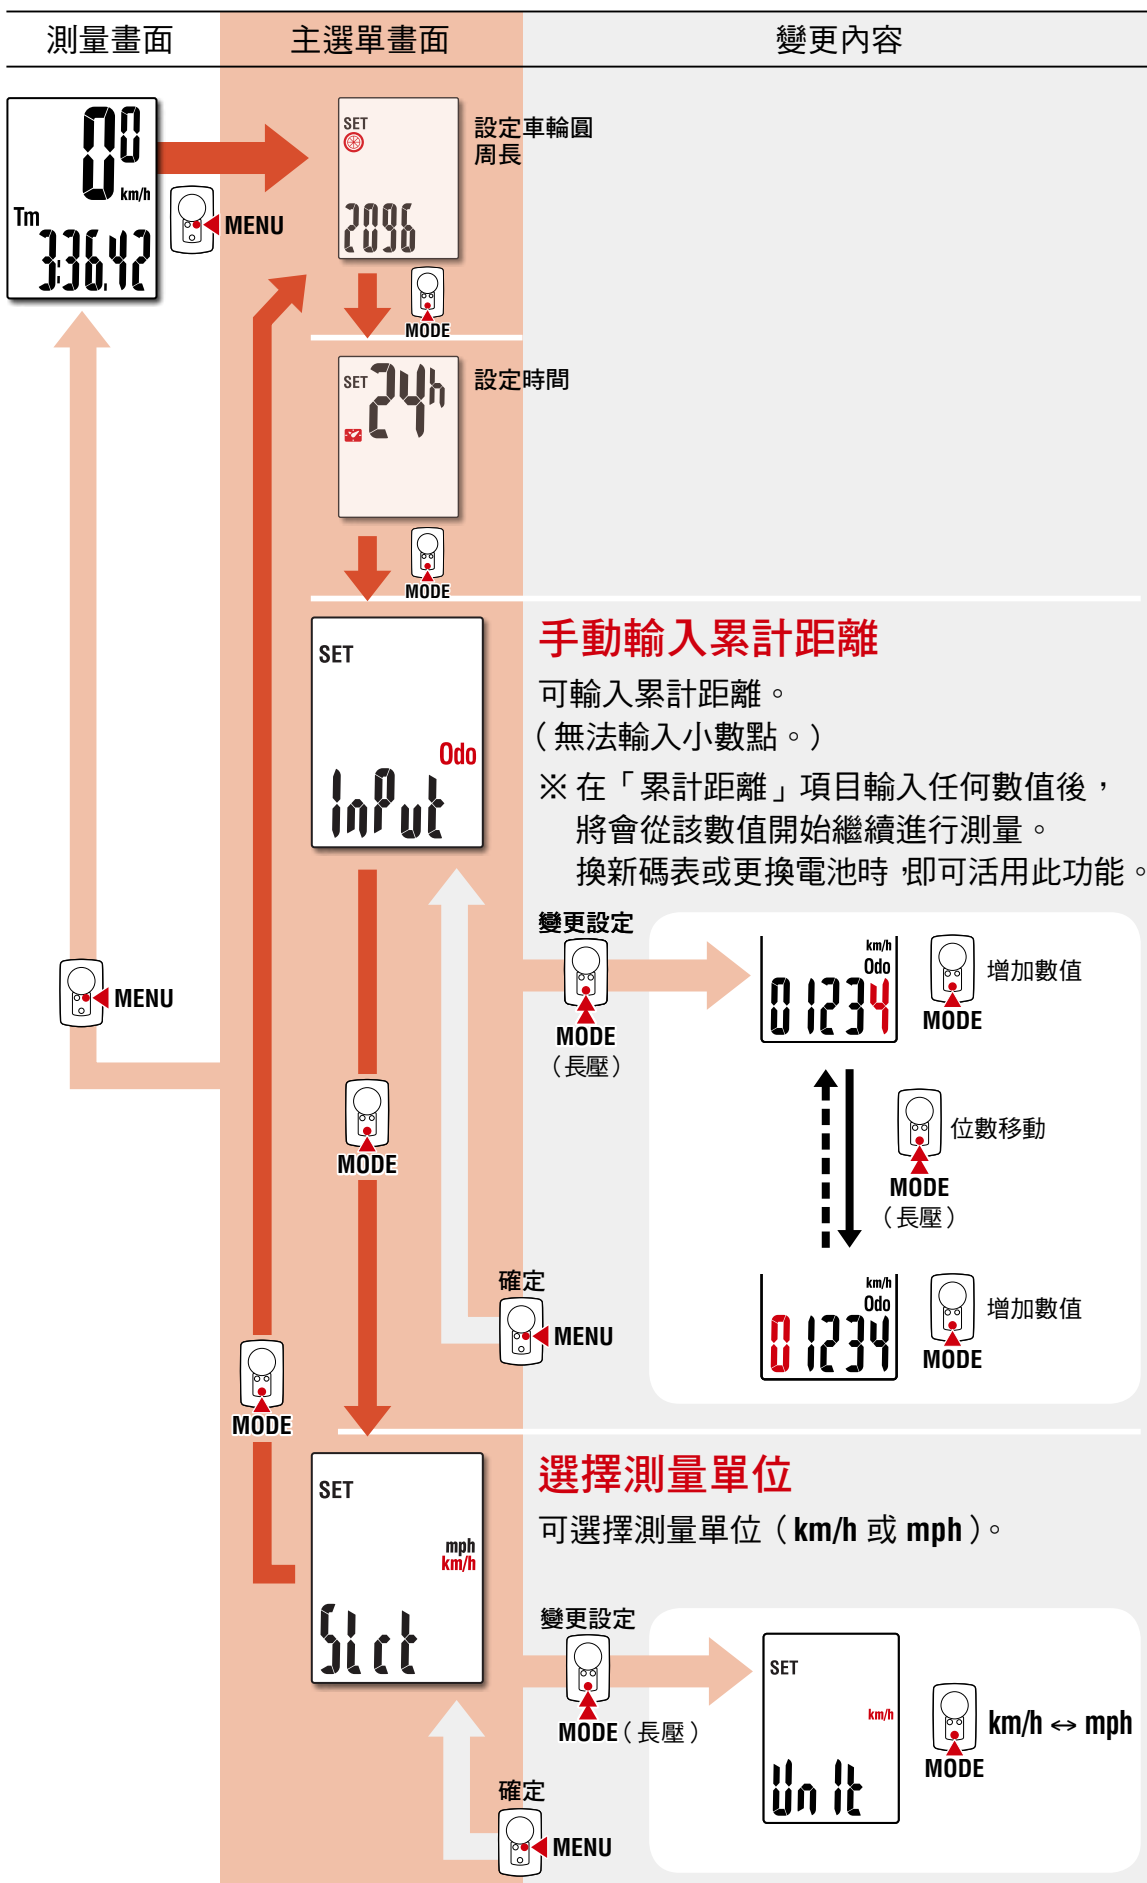 測量畫面
主選單畫面
變更內容
0⁰
km/h
Tm
3:36.42
MENU
SET
2096
設定車輪圓
周長
MODE
SET
24h
設定時間
MODE
SET
Odo
InPut
手動輸入累計距離
可輸入累計距離。
（無法輸入小數點。）
※ 在「累計距離」項目輸入任何數值後，
將會從該數值開始繼續進行測量。
換新碼表或更換電池時，即可活用此功能。
變更設定
MODE
（長壓）
km/h
Odo
01234
MODE
增加數值
MENU
MODE
位數移動
MODE
（長壓）
確定
MENU
km/h
Odo
01234
MODE
增加數值
MODE
SET
mph
km/h
Slct
選擇測量單位
可選擇測量單位（km/h 或 mph）。
變更設定
MODE（長壓）
SET
km/h
Unit
MODE
km/h ↔ mph
確定
MENU